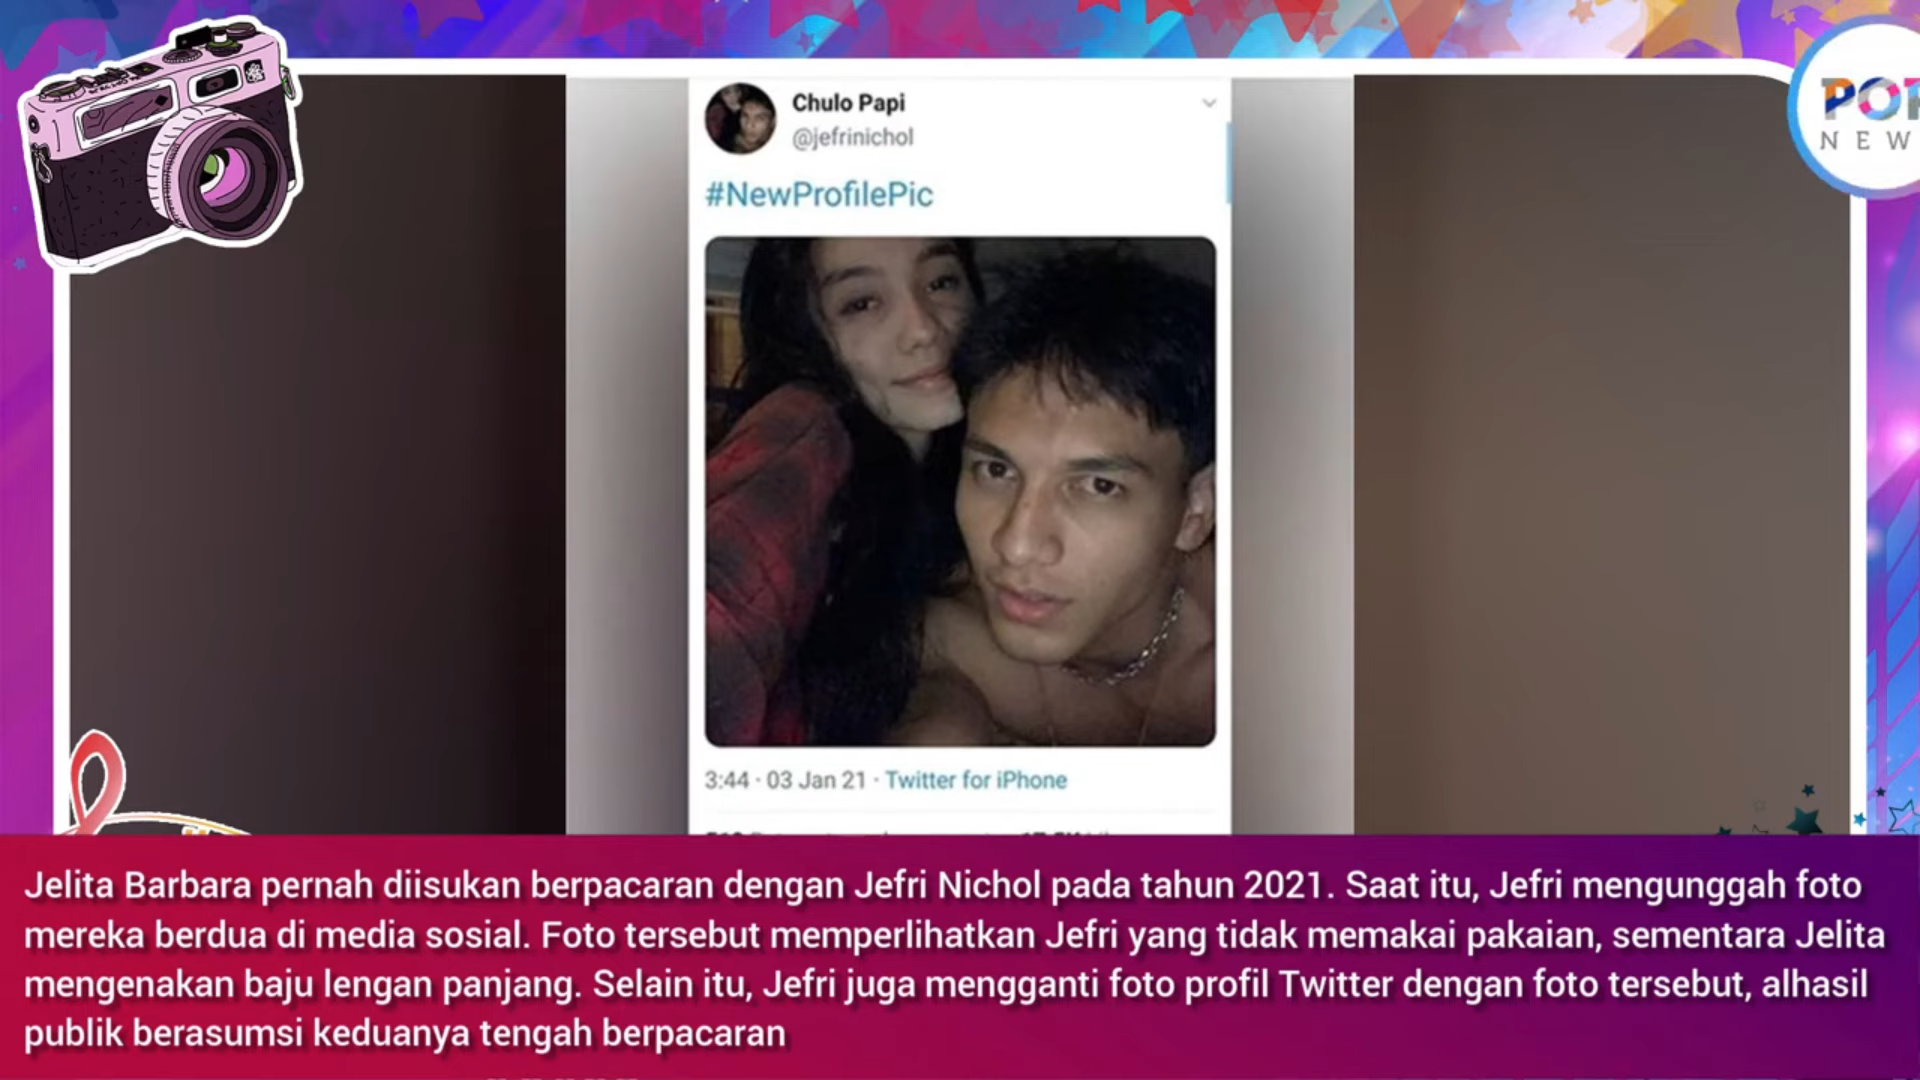 POP
NEW
Chulo Papi
@jefrinichol
#NewProfilePic
3:44 · 03 Jan 21 · Twitter for iPhone
Jelita Barbara pernah diisukan berpacaran dengan Jefri Nichol pada tahun 2021. Saat itu, Jefri mengunggah foto
mereka berdua di media sosial. Foto tersebut memperlihatkan Jefri yang tidak memakai pakaian, sementara Jelita
mengenakan baju lengan panjang. Selain itu, Jefri juga mengganti foto profil Twitter dengan foto tersebut, alhasil
publik berasumsi keduanya tengah berpacaran